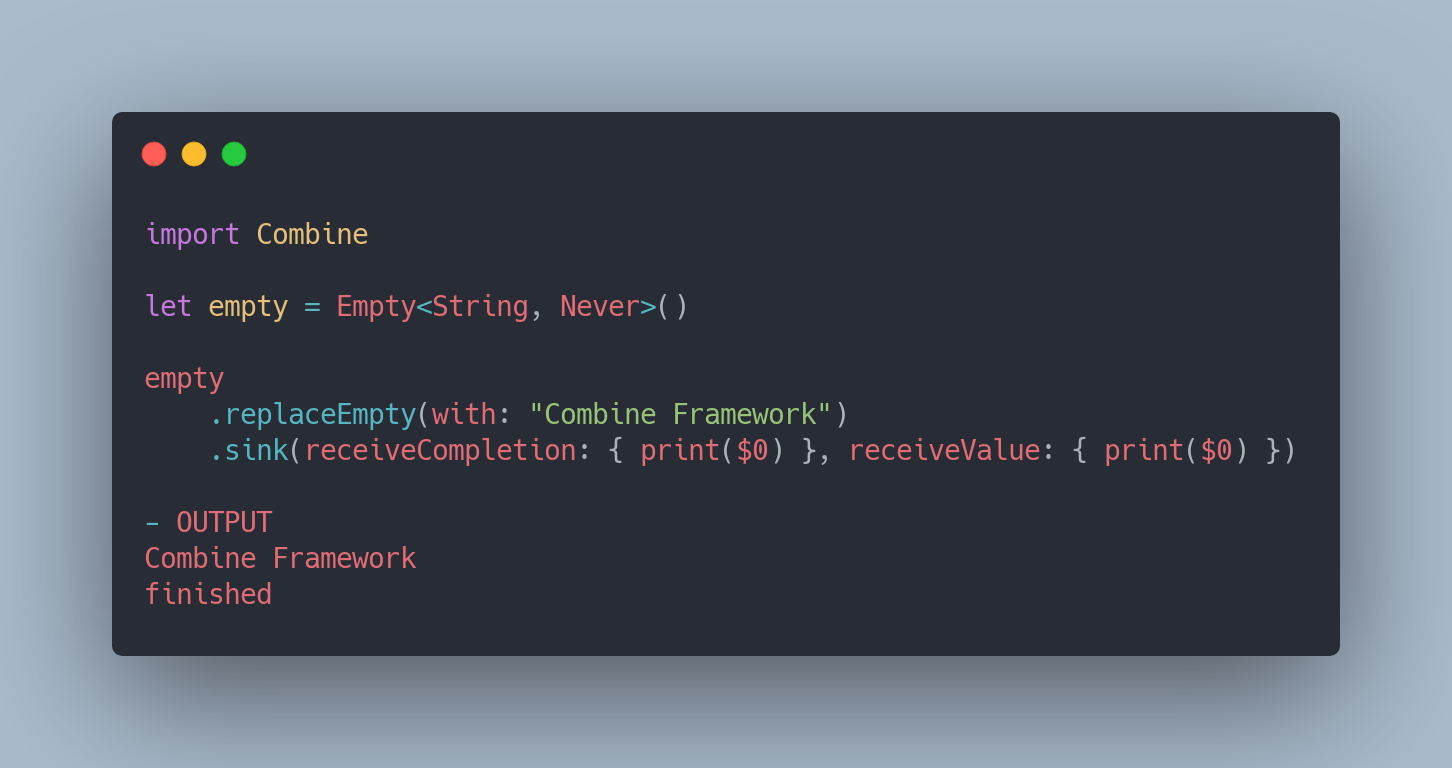 import Combine
let empty = Empty<String, Never>()
empty
    .replaceEmpty(with: "Combine Framework")
    .sink(receiveCompletion: { print($0) }, receiveValue: { print($0) })
- OUTPUT
Combine Framework
finished